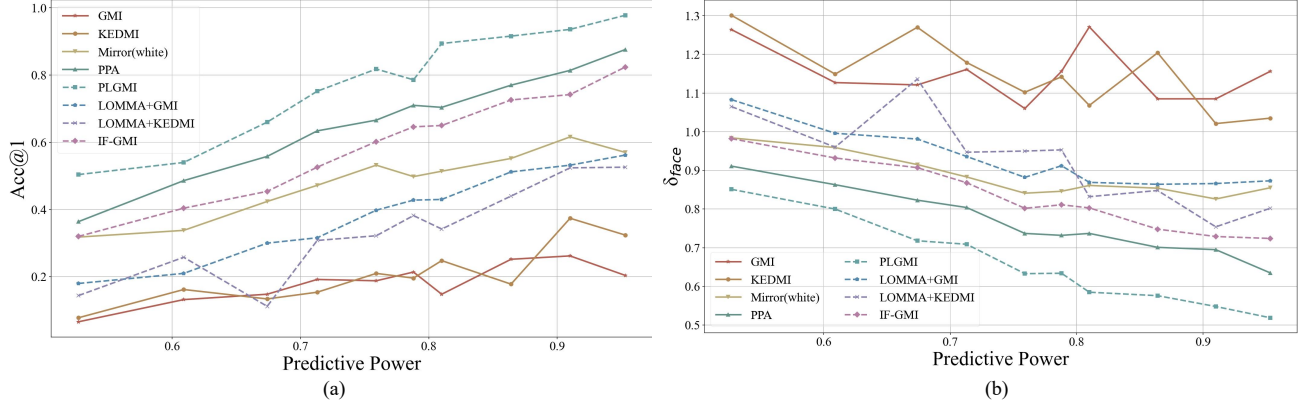 1.0
0.8
0.6
0.4
0.2
Acc@1
GMI
KEDMI
Mirror(white)
PPA
PLGMI
LOMMA+GMI
LOMMA+KEDMI
IF-GMI
0.6 0.7 0.8 0.9
Predictive Power
(a)
1.3
1.2
1.1
1.0
0.9
0.8
0.7
0.6
0.5
δface
GMI
KEDMI
Mirror(white)
PPA
PLGMI
LOMMA+GMI
LOMMA+KEDMI
IF-GMI
0.6 0.7 0.8 0.9
Predictive Power
(b)